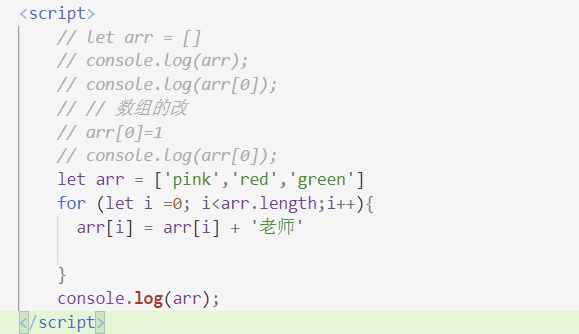 <script>
// let arr = []
// console.log(arr);
// console.log(arr[0]);
// // 数组的改
// arr[0]=1
// console.log(arr[0]);
let arr = ['pink','red','green']
for (let i =0; i<arr.length;i++){
arr[i] = arr[i] + '老师'
}
console.log(arr);
</script>